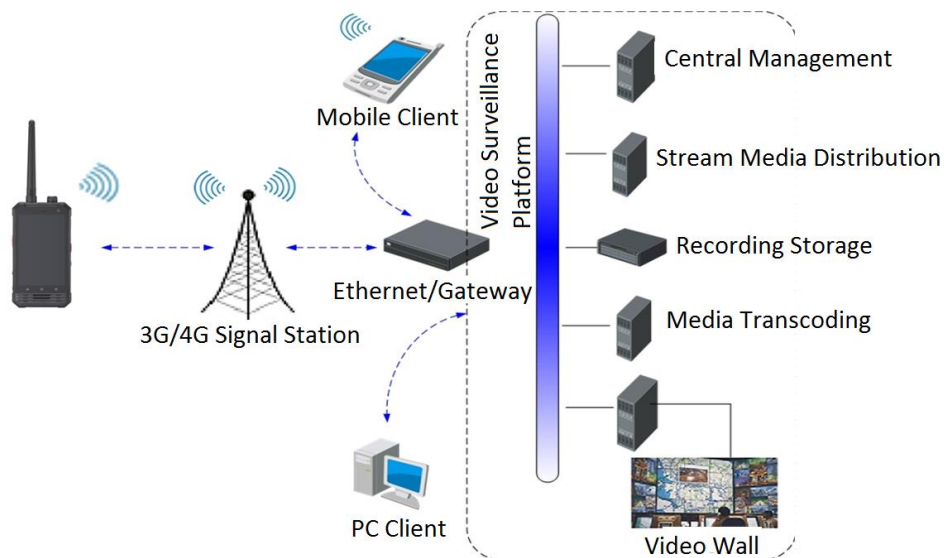 Mobile Client
Video Surveillance
Platform
Central Management
Stream Media Distribution
Recording Storage
Ethernet/Gateway
3G/4G Signal Station
Media Transcoding
PC Client
Video Wall